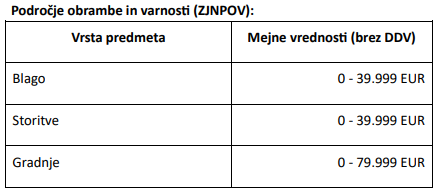 Področje obrambe in varnosti (ZJNPOV):
Vrsta predmeta Mejne vrednosti (brez DDV)
Blago 0 - 39.999 EUR
Storitve 0 - 39.999 EUR
Gradnje 0 - 79.999 EUR